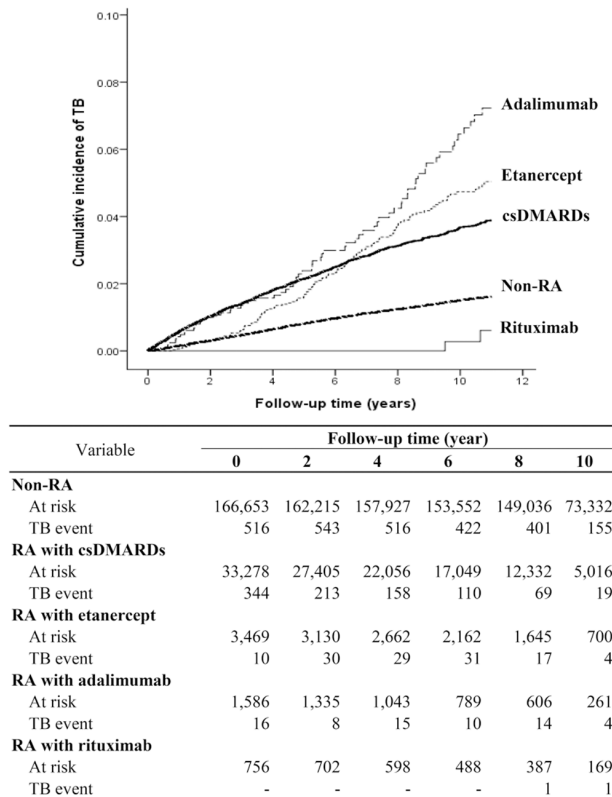 Cumulative incidence of TB
0.10
0.08
0.06
0.04
0.02
0.00
Adalimumab
Etanercept
csDMARDs
Non-RA
Rituximab
0 2 4 6 8 10 12
Follow-up time (years)
Variable
Follow-up time (year)
0 2 4 6 8 10
Non-RA
At risk 166,653 162,215 157,927 153,552 149,036 73,332
TB event 516 543 516 422 401 155
RA with csDMARDs
At risk 33,278 27,405 22,056 17,049 12,332 5,016
TB event 344 213 158 110 69 19
RA with etanercept
At risk 3,469 3,130 2,662 2,162 1,645 700
TB event 10 30 29 31 17 4
RA with adalimumab
At risk 1,586 1,335 1,043 789 606 261
TB event 16 8 15 10 14 4
RA with rituximab
At risk 756 702 598 488 387 169
TB event - - - - 1 1